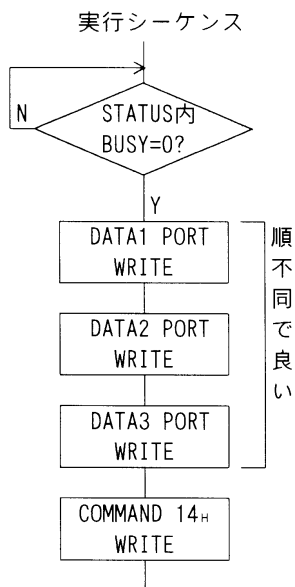 実行シーケンス
N
STATUS内
BUSY=0?
Y
DATA1 PORT
WRITE
DATA2 PORT
WRITE
DATA3 PORT
WRITE
順不同で良い
COMMAND 14H
WRITE